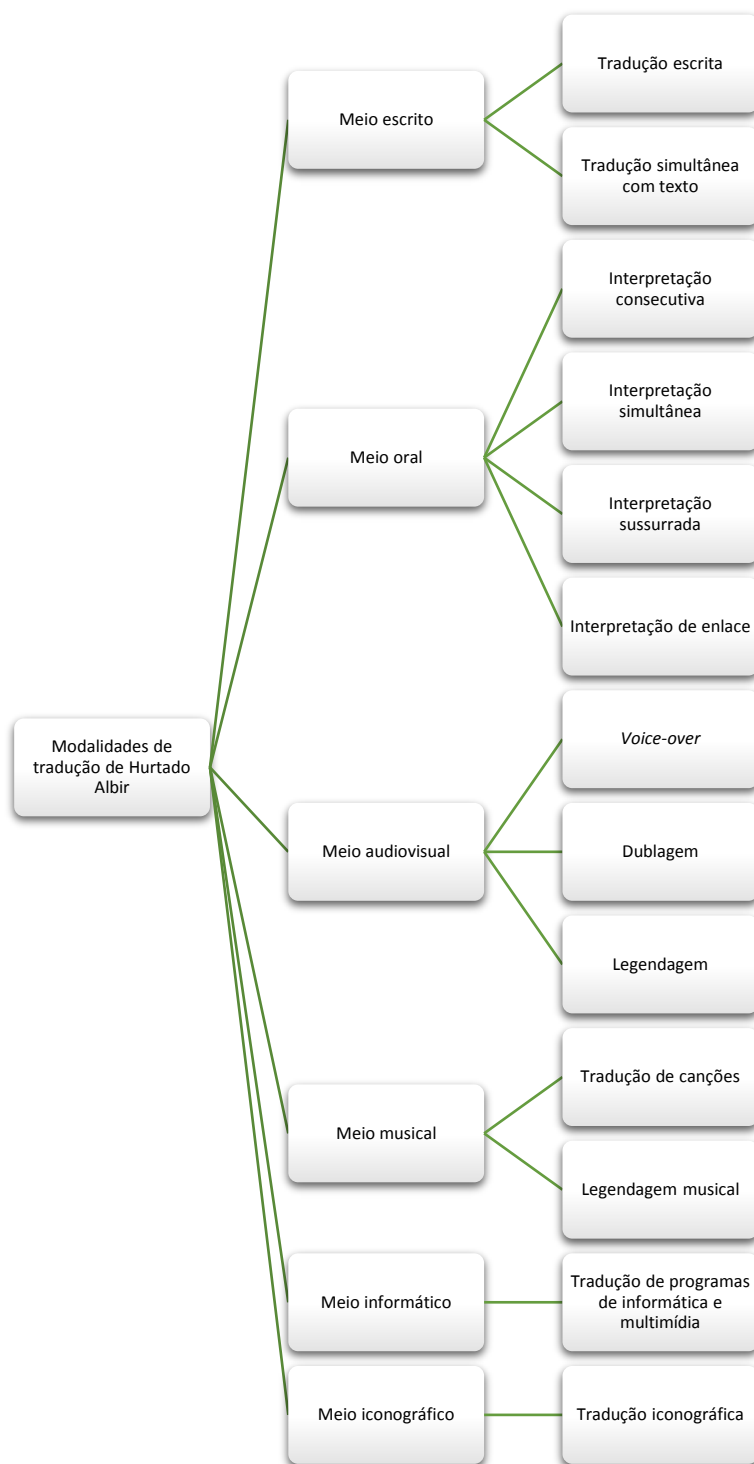 Modalidades de
tradução de Hurtado
Albir
Meio escrito
Tradução escrita
Tradução simultânea
com texto
Meio oral
Interpretação
consecutiva
Interpretação
simultânea
Interpretação
sussurrada
Interpretação de enlace
Meio audiovisual
Voice-over
Dublagem
Legendagem
Meio musical
Tradução de canções
Legendagem musical
Meio informático
Tradução de programas
de informática e
multimídia
Meio iconográfico
Tradução iconográfica